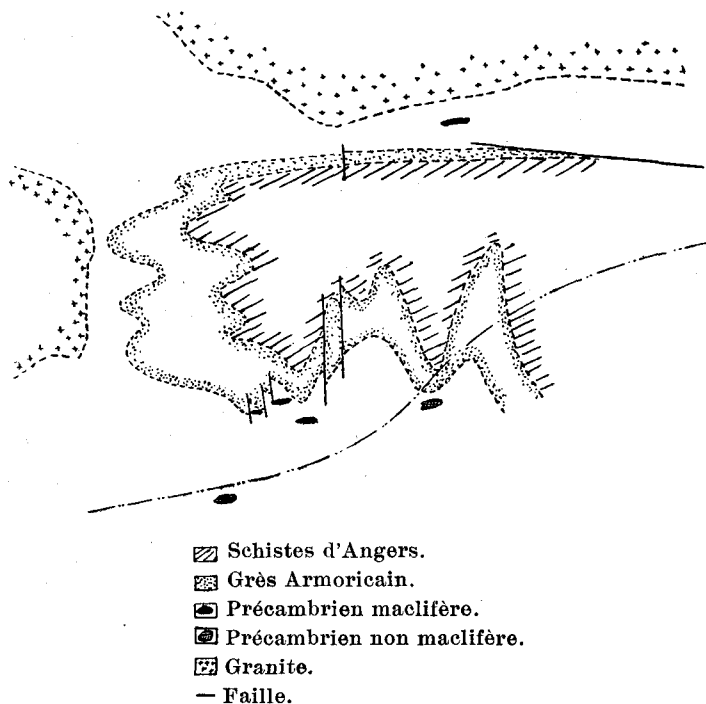 Schistes d'Angers.
Grès Armoricain.
Précambrien maclifère.
Précambrien non maclifère.
Granite.
Faille.